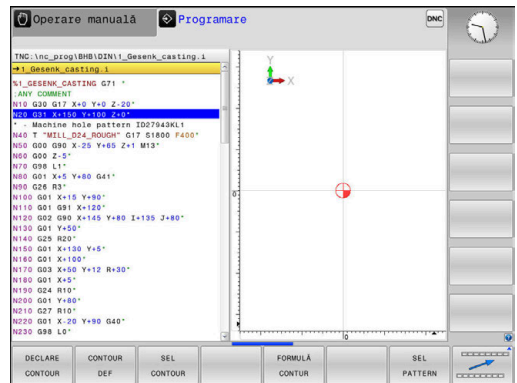 Operare manuală
Programare
DNC
TNC:\nc_prog\BHB\DIN\1_Gesenk_casting.i
→1_Gesenk_casting.i
%1_GESENK_CASTING G71 *
;ANY COMMENT
N10 G30 G17 X+0 Y+0 Z-20*
N20 G31 X+150 Y+100 Z+0*
* - Machine hole pattern ID27943KL1
N40 T "MILL_D24_ROUGH" G17 S1800 F400*
N50 G00 G90 X-25 Y+65 Z+1 M13*
N60 G00 Z-5*
N70 G98 L1*
N80 G01 X+5 Y+80 G41*
N90 G26 R3*
N100 G01 X+15 Y+90*
N110 G01 G91 X+120*
N120 G02 G90 X+145 Y+80 I+135 J+80*
N130 G01 Y+50*
N140 G25 R20*
N150 G01 X+130 Y+5*
N160 G01 X+100*
N170 G03 X+50 Y+12 R+30*
N180 G01 X+5*
N190 G24 R10*
N200 G01 Y+80*
N210 G27 R10*
N220 G01 X-20 Y+90 G40*
N230 G98 L0*
Y
X
0
0
DECLARE CONTOUR
CONTOUR DEF
SEL CONTOUR
FORMULĂ CONTUR
SEL PATTERN